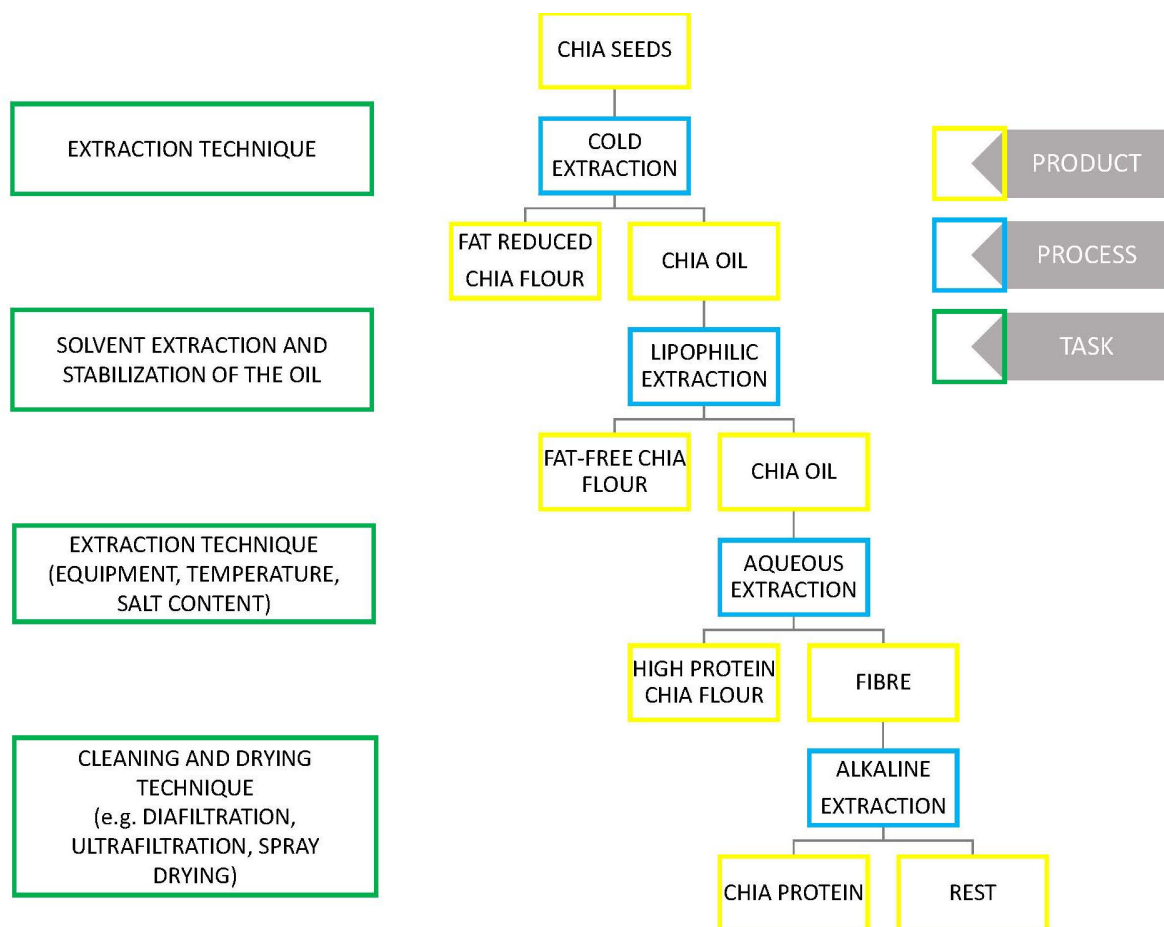 CHIA SEEDS
EXTRACTION TECHNIQUE
COLD
EXTRACTION
PRODUCT
FAT REDUCED
CHIA FLOUR
CHIA OIL
PROCESS
SOLVENT EXTRACTION AND
STABILIZATION OF THE OIL
LIPOPHILIC
EXTRACTION
TASK
FAT-FREE CHIA
FLOUR
CHIA OIL
EXTRACTION TECHNIQUE
(EQUIPMENT, TEMPERATURE,
SALT CONTENT)
AQUEOUS
EXTRACTION
HIGH PROTEIN
CHIA FLOUR
FIBRE
CLEANING AND DRYING
TECHNIQUE
(e.g. DIAFILTRATION,
ULTRAFILTRATION, SPRAY
DRYING)
ALKALINE
EXTRACTION
CHIA PROTEIN
REST